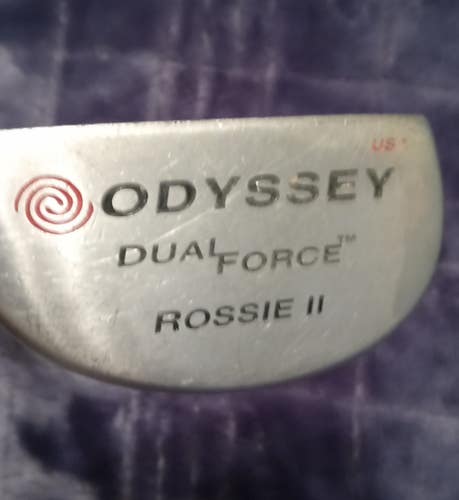 US
ODYSSEY
DUAL FORCE™
ROSSIE II